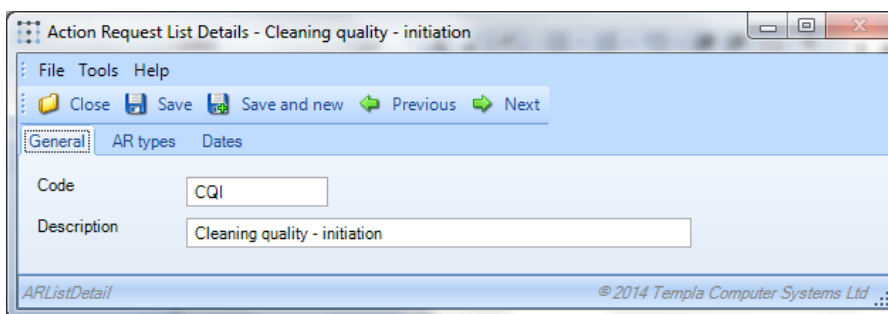 Action Request List Details - Cleaning quality - initiation
File Tools Help
Close Save Save and new Previous Next
General AR types Dates
Code CQI
Description Cleaning quality - initiation
ARListDetail © 2014 Templa Computer Systems Ltd